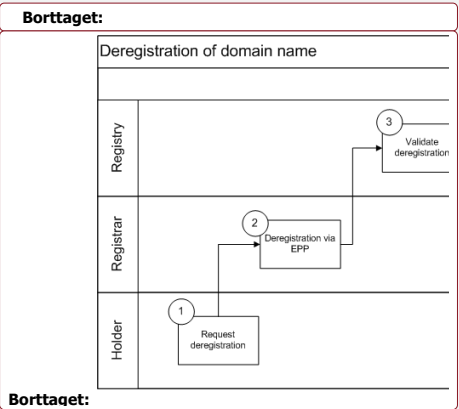 Borttaget:
Deregistration of domain name
Registry
3
Validate
deregistration
Registrar
2
Deregistration via
EPP
Holder
1
Request
deregistration
Borttaget: